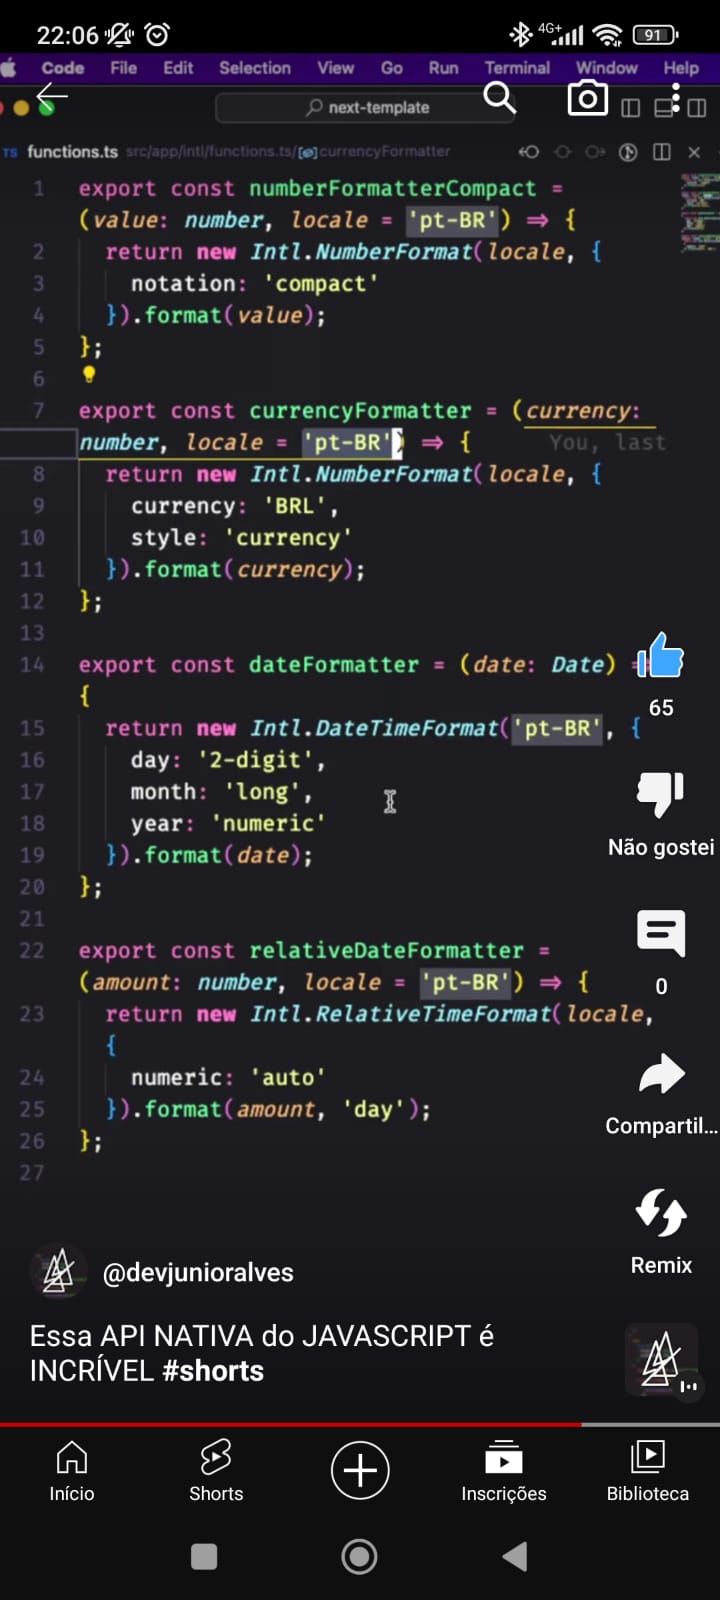 22:06 4G+ 91
Code File Edit Selection View Go Run Terminal Window Help
next-template
TS functions.ts src/app/intl/functions.ts/[ø]currencyFormatter
1 export const numberFormatterCompact =
(value: number, locale = 'pt-BR') ⇒ {
2 return new Intl.NumberFormat(locale, {
3 notation: 'compact'
4 }).format(value);
5 };
6
7 export const currencyFormatter = (currency:
number, locale = 'pt-BR') ⇒ { You, last
8 return new Intl.NumberFormat(locale, {
9 currency: 'BRL',
10 style: 'currency'
11 }).format(currency);
12 };
13
14 export const dateFormatter = (date: Date) ⇒
{
15 return new Intl.DateTimeFormat('pt-BR', {
16 day: '2-digit',
17 month: 'long',
18 year: 'numeric'
19 }).format(date);
20 };
21
22 export const relativeDateFormatter =
(amount: number, locale = 'pt-BR') ⇒ {
23 return new Intl.RelativeTimeFormat(locale,
{
24 numeric: 'auto'
25 }).format(amount, 'day');
26 };
27
65
Não gostei
0
Compartil...
Remix
@devjunioralves
Essa API NATIVA do JAVASCRIPT é
INCRÍVEL #shorts
Início Shorts Inscrições Biblioteca